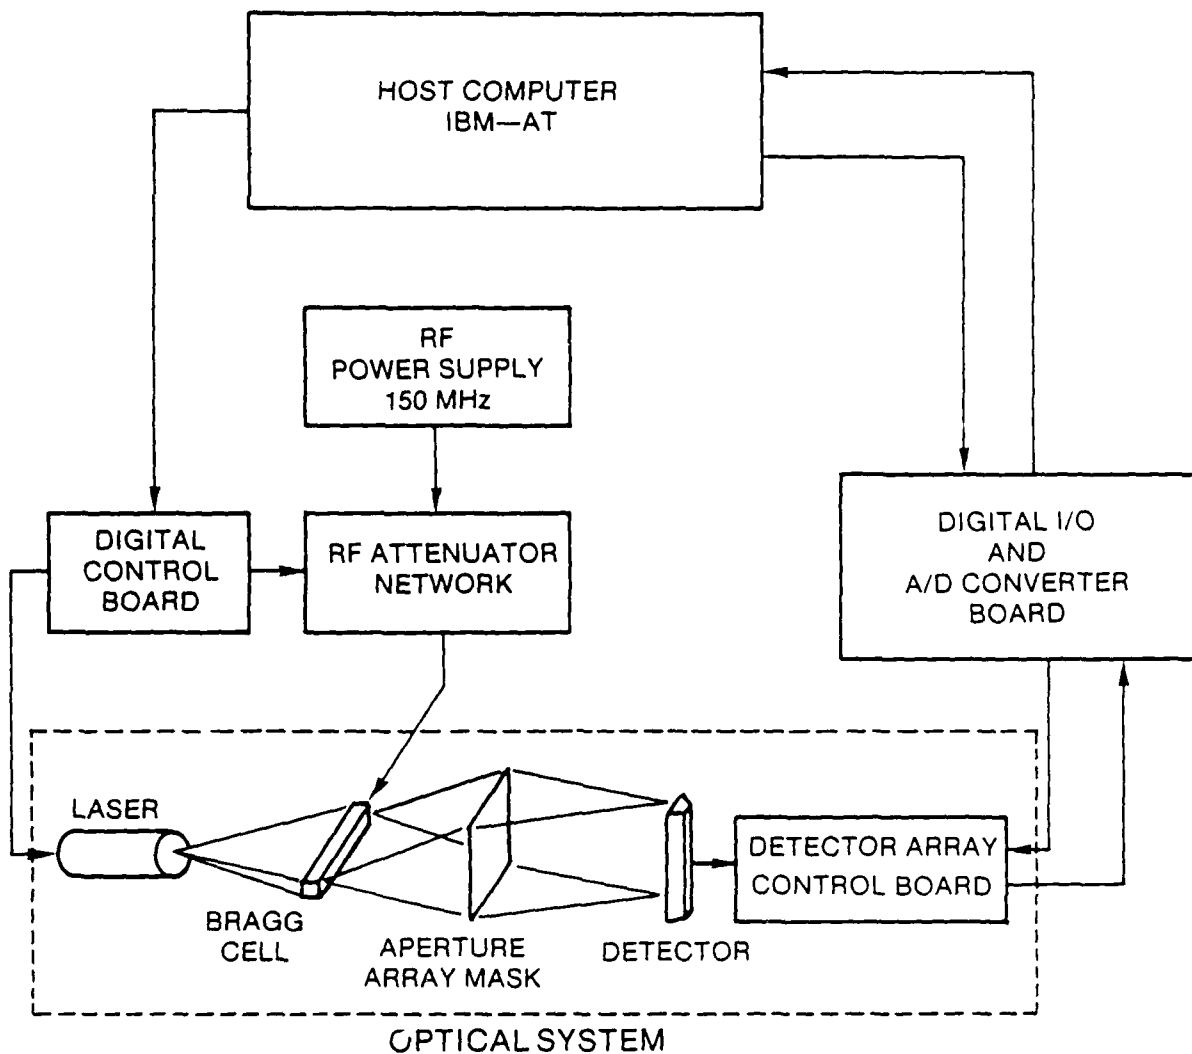 HOST COMPUTER
IBM—AT
RF
POWER SUPPLY
150 MHz
DIGITAL
CONTROL
BOARD
RF ATTENUATOR
NETWORK
DIGITAL I/O
AND
A/D CONVERTER
BOARD
LASER
BRAGG
CELL
APERTURE
ARRAY MASK
DETECTOR
DETECTOR ARRAY
CONTROL BOARD
OPTICAL SYSTEM